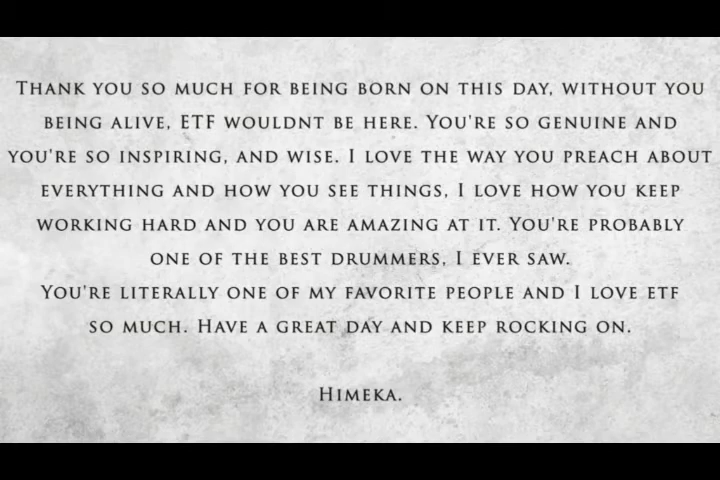 Thank you so much for being born on this day, without you
being alive, ETF wouldnt be here. You're so genuine and
you're so inspiring, and wise. I love the way you preach about
everything and how you see things, I love how you keep
working hard and you are amazing at it. You're probably
one of the best drummers, I ever saw.
You're literally one of my favorite people and I love etf
so much. Have a great day and keep rocking on.
Himeka.